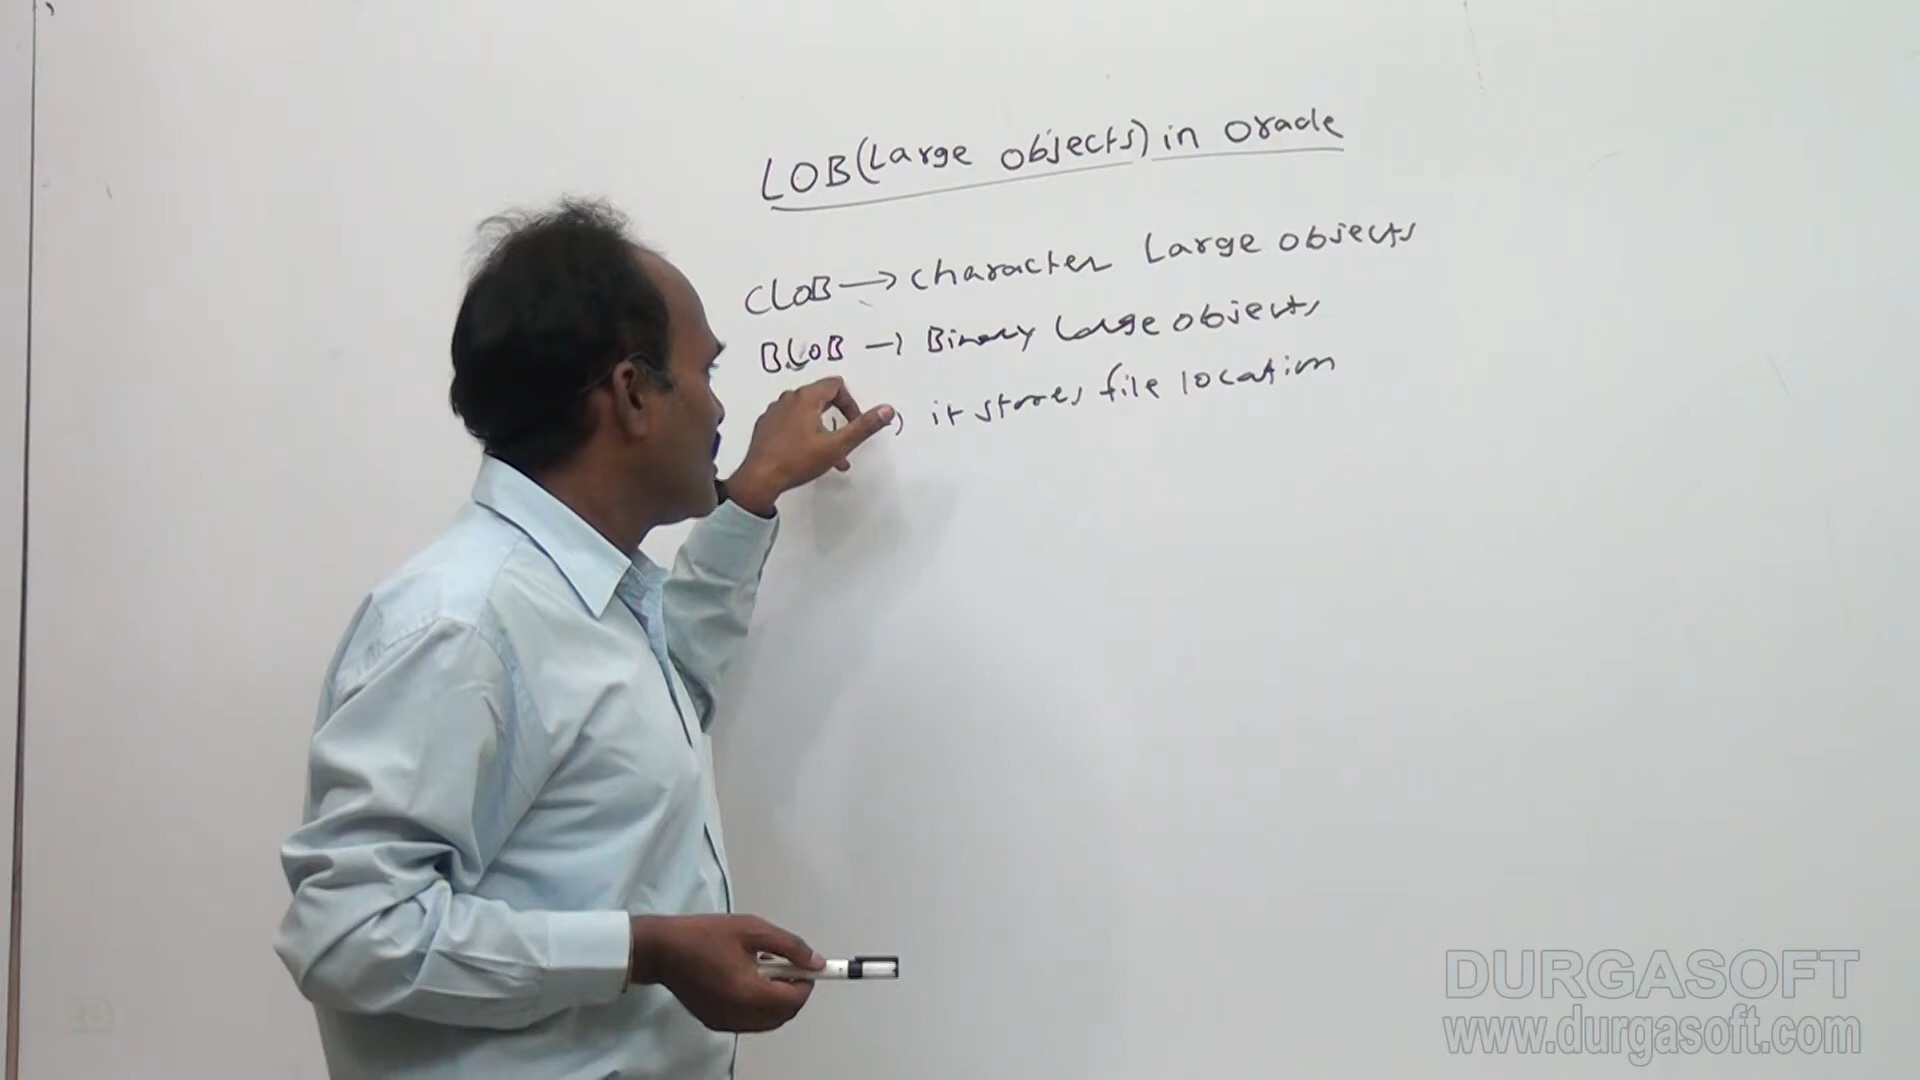 LOB(Large objects) in oracle
CLOB → character Large objects
BLOB → Binary large objects
it stores file location
DURGASOFT
www.durgasoft.com